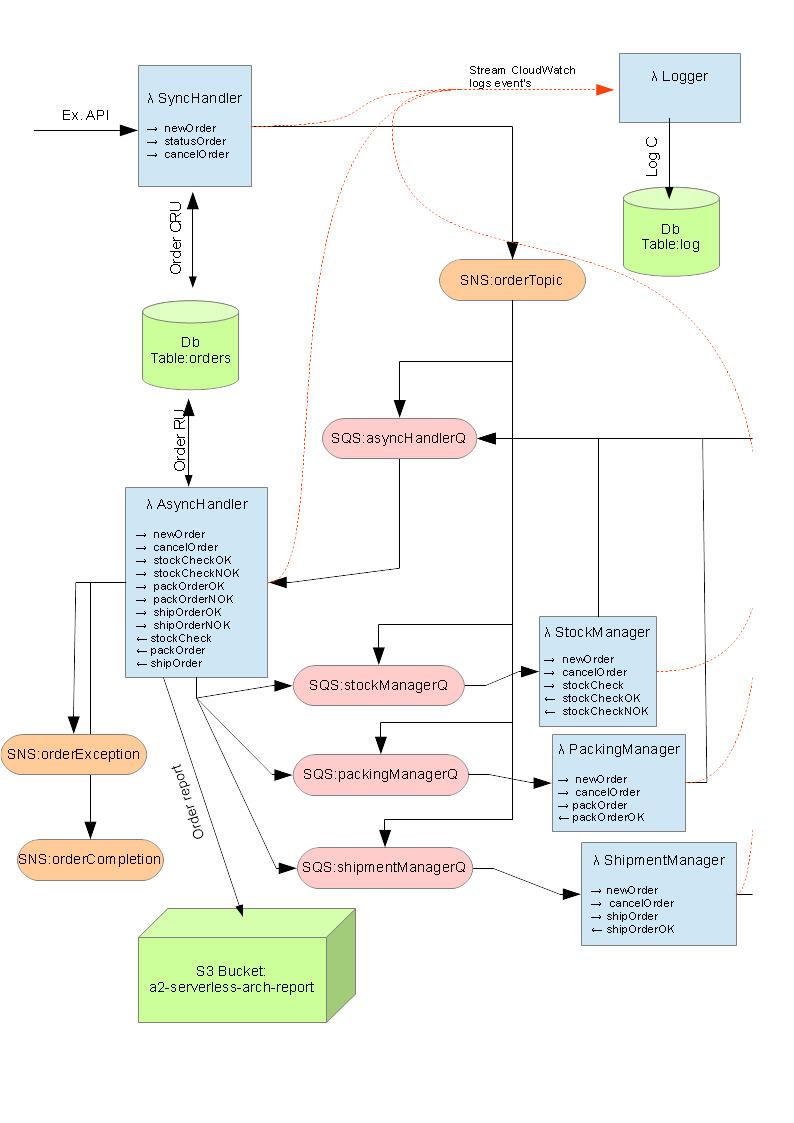 Stream CloudWatch
logs event's
λ Logger
λ SyncHandler
Ex. API
→ newOrder
→ statusOrder
→ cancelOrder
Log C
Db
Table:log
Order CRU
SNS:orderTopic
Db
Table:orders
Order RU
SQS:asyncHandlerQ
λ AsyncHandler
→ newOrder
→ cancelOrder
→ stockCheckOK
→ stockCheckNOK
→ packOrderOK
→ packOrderNOK
→ shipOrderOK
→ shipOrderNOK
← stockCheck
← packOrder
← shipOrder
λ StockManager
→ newOrder
→ cancelOrder
→ stockCheck
← stockCheckOK
← stockCheckNOK
SQS:stockManagerQ
SNS:orderException
λ PackingManager
→ newOrder
→ cancelOrder
→ packOrder
← packOrderOK
SQS:packingManagerQ
Order report
SNS:orderCompletion
SQS:shipmentManagerQ
λ ShipmentManager
→ newOrder
→ cancelOrder
→ shipOrder
← shipOrderOK
S3 Bucket:
a2-serverless-arch-report